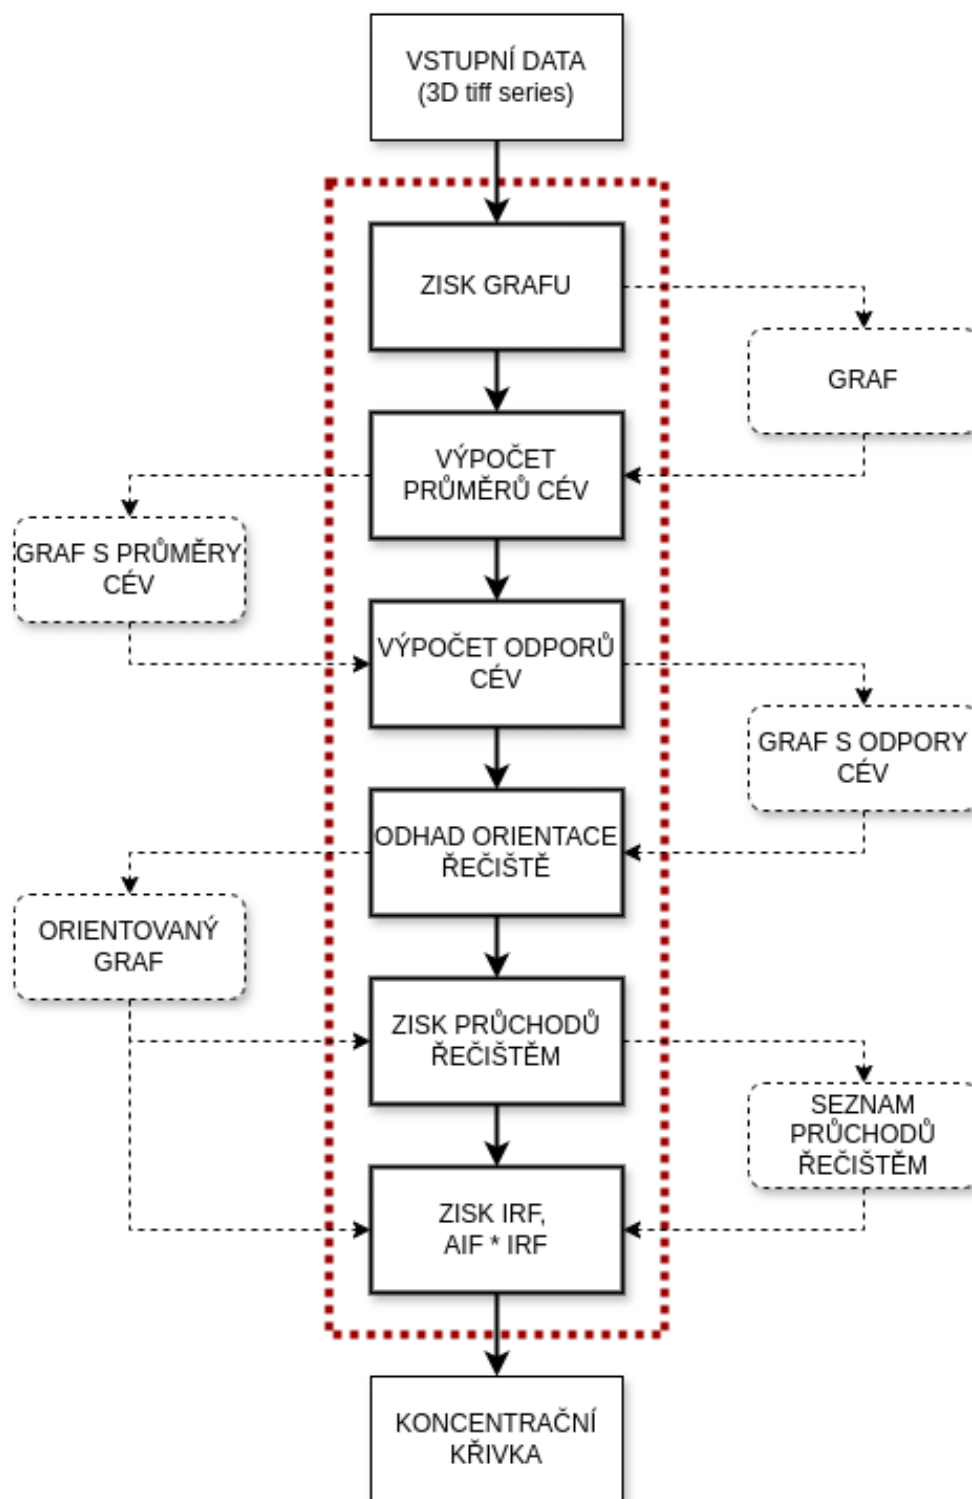 VSTUPNÍ DATA
(3D tiff series)
ZISK GRAFU
GRAF
VÝPOČET
PRŮMĚRŮ CÉV
GRAF S PRŮMĚRY
CÉV
VÝPOČET ODPORŮ
CÉV
GRAF S ODPORY
CÉV
ODHAD ORIENTACE
ŘEČIŠTĚ
ORIENTOVANÝ
GRAF
ZISK PRŮCHODŮ
ŘEČIŠTĚM
SEZNAM
PRŮCHODŮ
ŘEČIŠTĚM
ZISK IRF,
AIF * IRF
KONCENTRAČNÍ
KŘIVKA